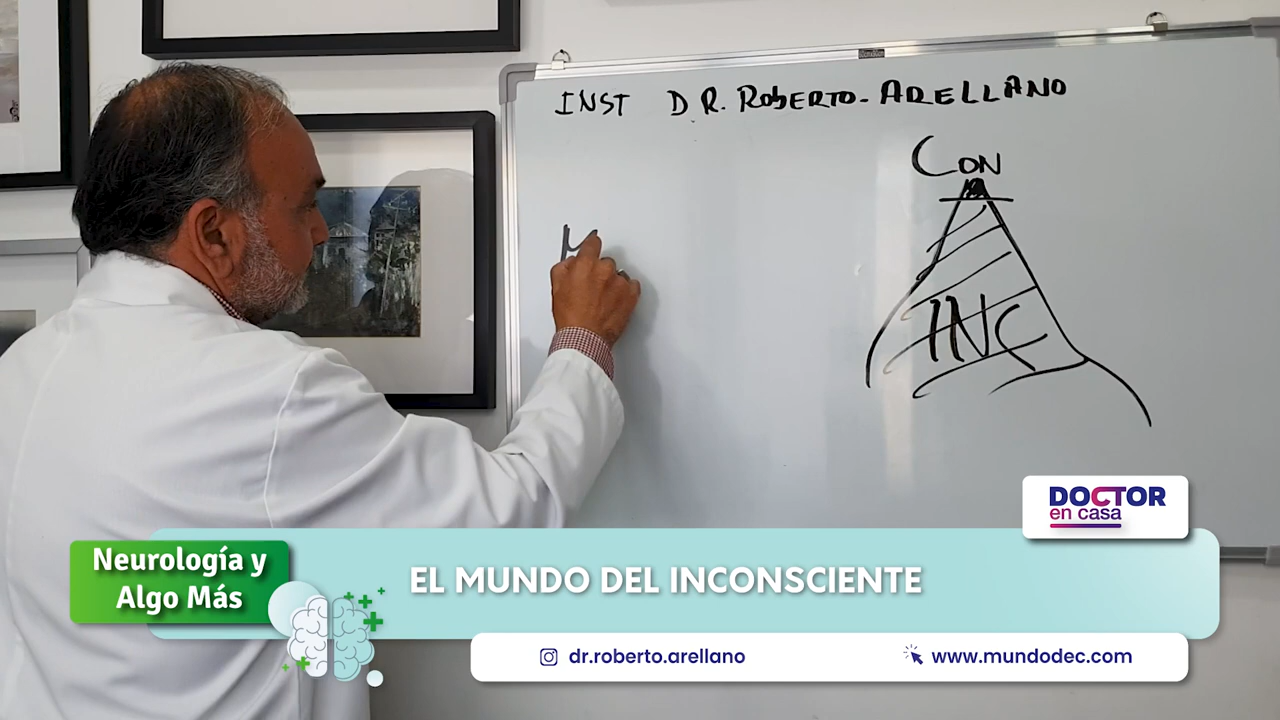 INST DR. ROBERTO-ARELLANO
CON
INC
DOCTOR
en casa
Neurología y
Algo Más
EL MUNDO DEL INCONSCIENTE
dr.roberto.arellano
www.mundodec.com